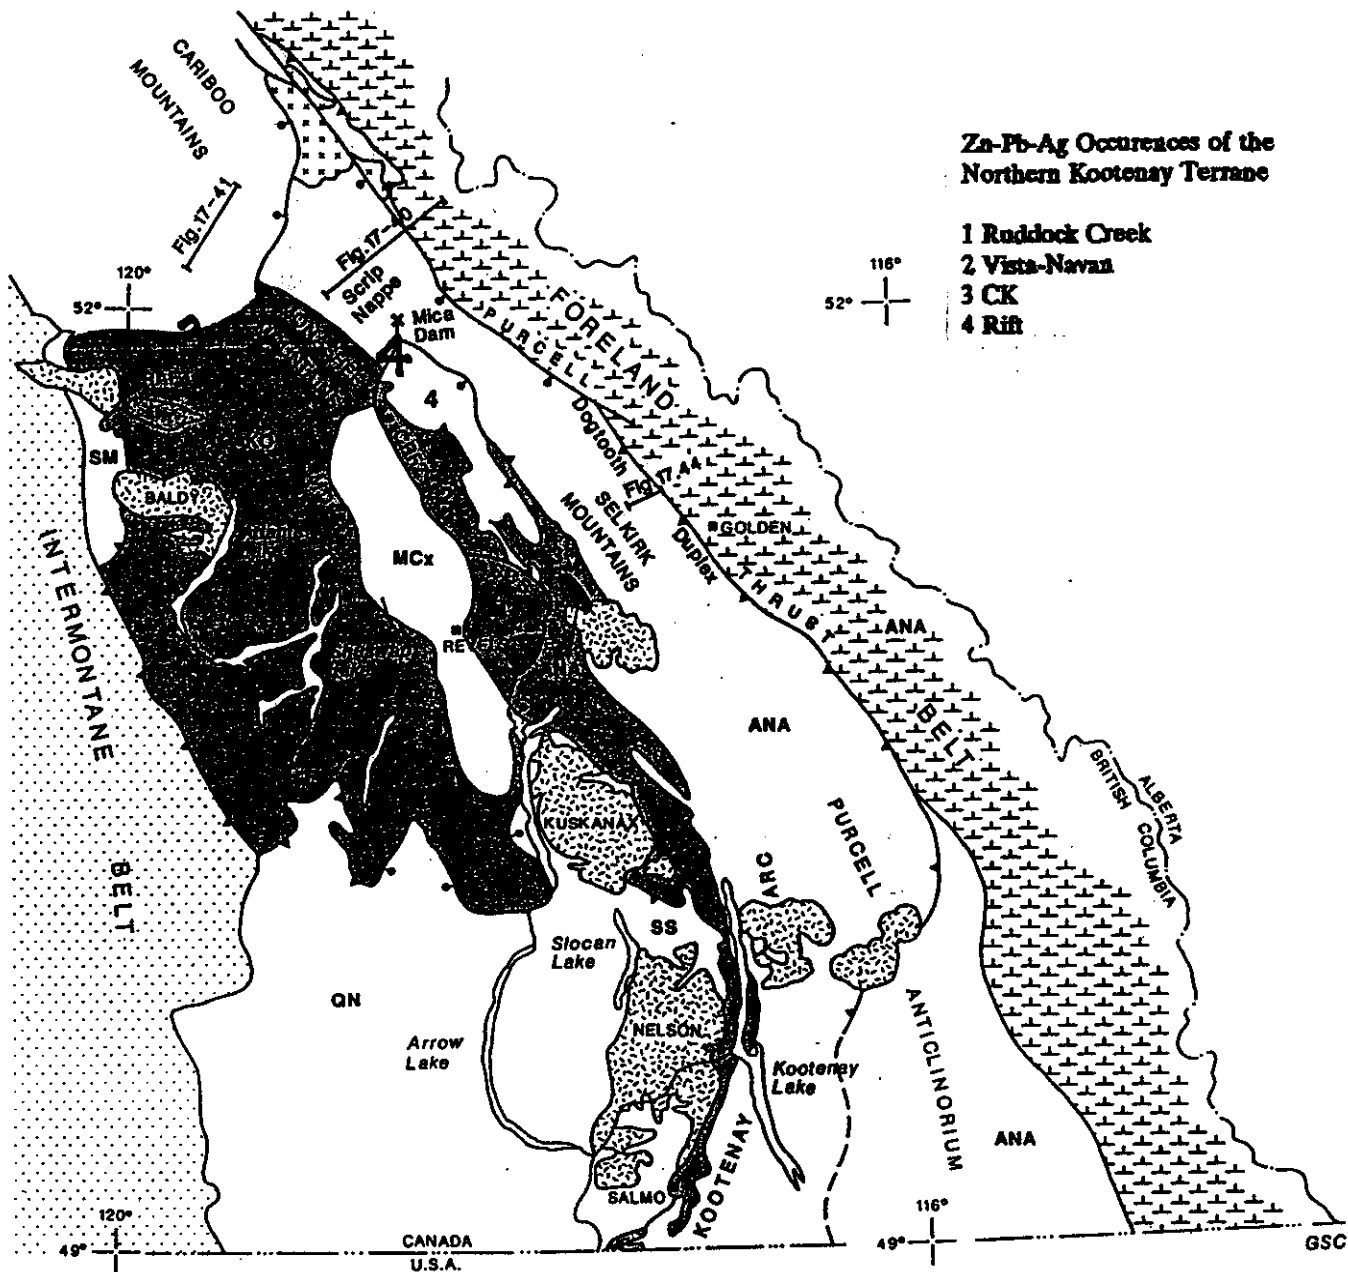 CARIBOO
MOUNTAINS
Fig.17-41
Fig.17-40
Scrip
Nappe
Mica
Dam
120°
52°
4
4
Zn-Pb-Ag Occurences of the
Northern Kootenay Terrane
1 Ruddock Creek
2 Vista-Navan
3 CK
4 Rift
116°
52°
FORELAND
BELT
PURCELL
THRUST
Dogtooth
Duplex
Fig.17-44
SELKIRK
MOUNTAINS
GOLDEN
SM
BALDY
MCx
RE
INTERMONTANE
BELT
ANA
ANA
ALBERTA
BRITISH COLUMBIA
KUSKANAX
PURCELL
ANTICLINORIUM
ARC
KOOTENAY
SS
Slocan
Lake
QN
NELSON
Arrow
Lake
Kootenay
Lake
ANA
SALMO
120°
49°
CANADA
U.S.A.
116°
49°
GSC